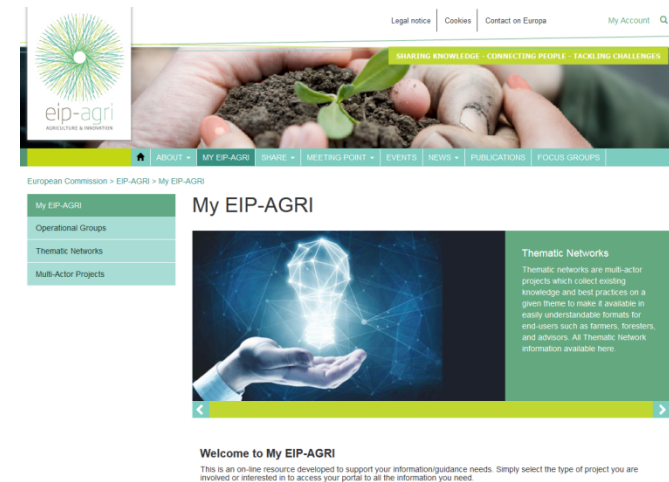 Legal notice Cookies Contact on Europa My Account
SHARING KNOWLEDGE - CONNECTING PEOPLE - TACKLING CHALLENGES
eip-agri
AGRICULTURE & INNOVATION
ABOUT MY EIP-AGRI SHARE MEETING POINT EVENTS NEWS PUBLICATIONS FOCUS GROUPS
European Commission > EIP-AGRI > My EIP-AGRI
My EIP-AGRI
Operational Groups
Thematic Networks
Multi-Actor Projects
My EIP-AGRI
Thematic Networks
Thematic networks are multi-actor
projects which collect existing
knowledge and best practices on a
given theme to make it available in
easily understandable formats for
end-users such as farmers, foresters,
and advisors. All Thematic Network
information available here.
Welcome to My EIP-AGRI
This is an on-line resource developed to support your information/guidance needs. Simply select the type of project you are
involved or interested in to access your portal to all the information you need.